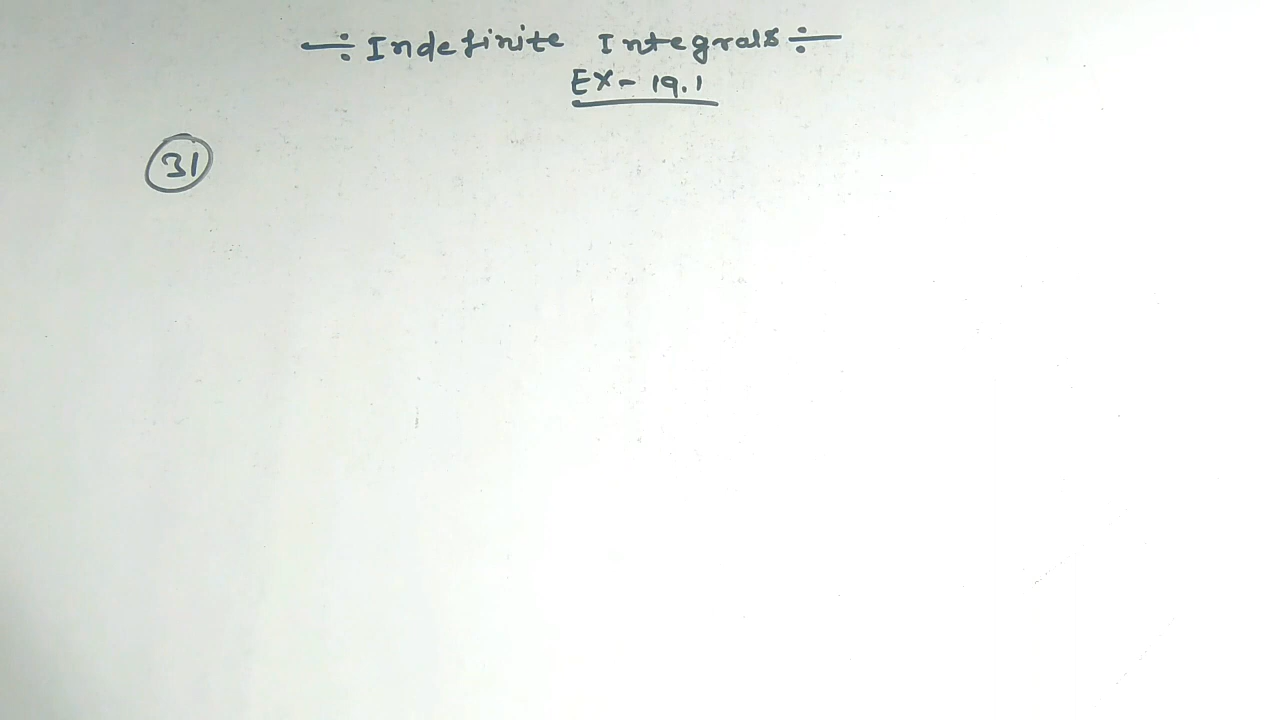 ÷ Indefinite Integrals ÷
EX- 19.1
31